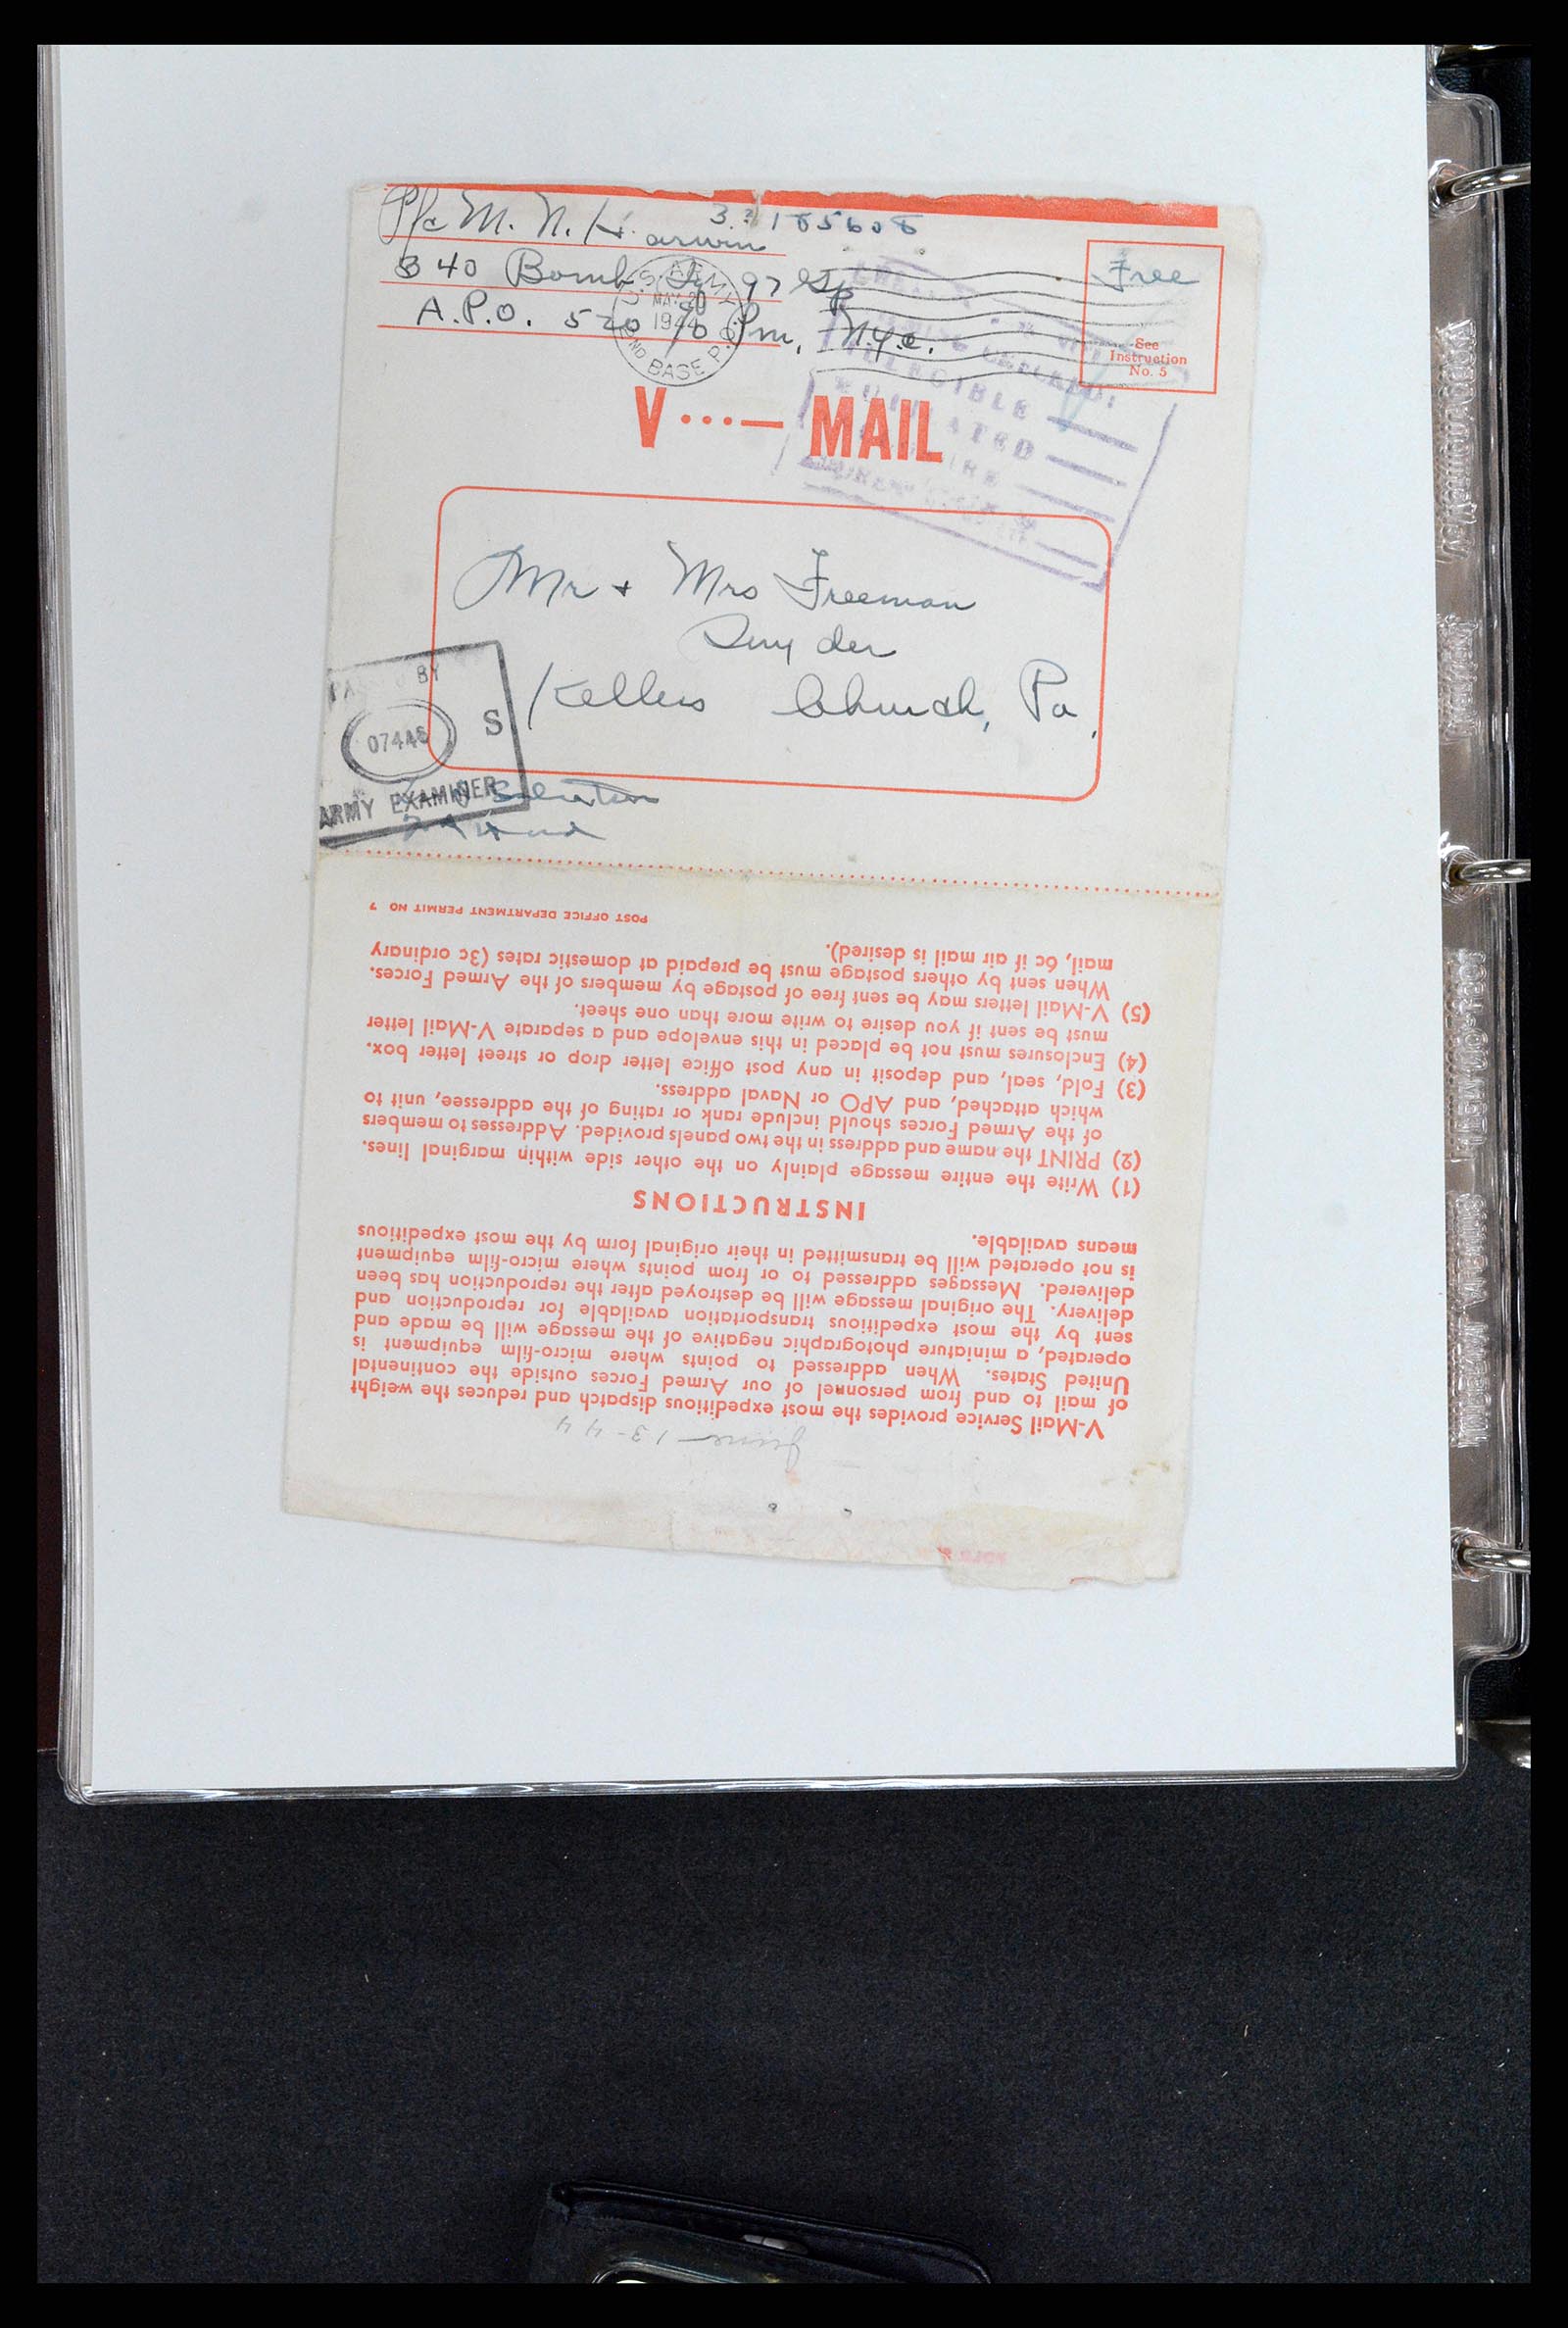 Pfc M. N. Harwin 
340 Bomb Sq 97 Gp
A.P.O. 520 % Pm, N.Y.C.
Free
See
Instruction
No. 5
U.S. ARMY
MAY 20
1944
2ND BASE P.O.
V ···— MAIL
ILLEGIBLE
Mr + Mrs Freeman
Snyder
Kellers Church, Pa.
PASSED BY
S
07446
ARMY EXAMINER
POST OFFICE DEPARTMENT PERMIT NO 7
V-Mail Service provides the most expeditious dispatch and reduces the weight
of mail to and from personnel of our Armed Forces outside the continental
United States. When addressed to points where micro-film equipment is
operated, a miniature photographic negative of the message will be made and
sent by the most expeditious transportation available for reproduction and
delivery. The original message will be destroyed after the reproduction has been
delivered. Messages addressed to or from points where micro-film equipment
is not operated will be transmitted in their original form by the most expeditious
means available.
INSTRUCTIONS
(1) Write the entire message plainly on the other side within marginal lines.
(2) PRINT the name and address in the two panels provided. Addresses to members
of the Armed Forces should include rank or rating of the addressee, unit to
which attached, and APO or Naval address.
(3) Fold, seal, and deposit in any post office letter drop or street letter box.
(4) Enclosures must not be placed in this envelope and a separate V-Mail letter
must be sent if you desire to write more than one sheet.
(5) V-Mail letters may be sent free of postage by members of the Armed Forces.
When sent by others postage must be prepaid at domestic rates (3c ordinary
mail, 6c if air mail is desired).
June - 13 - 44